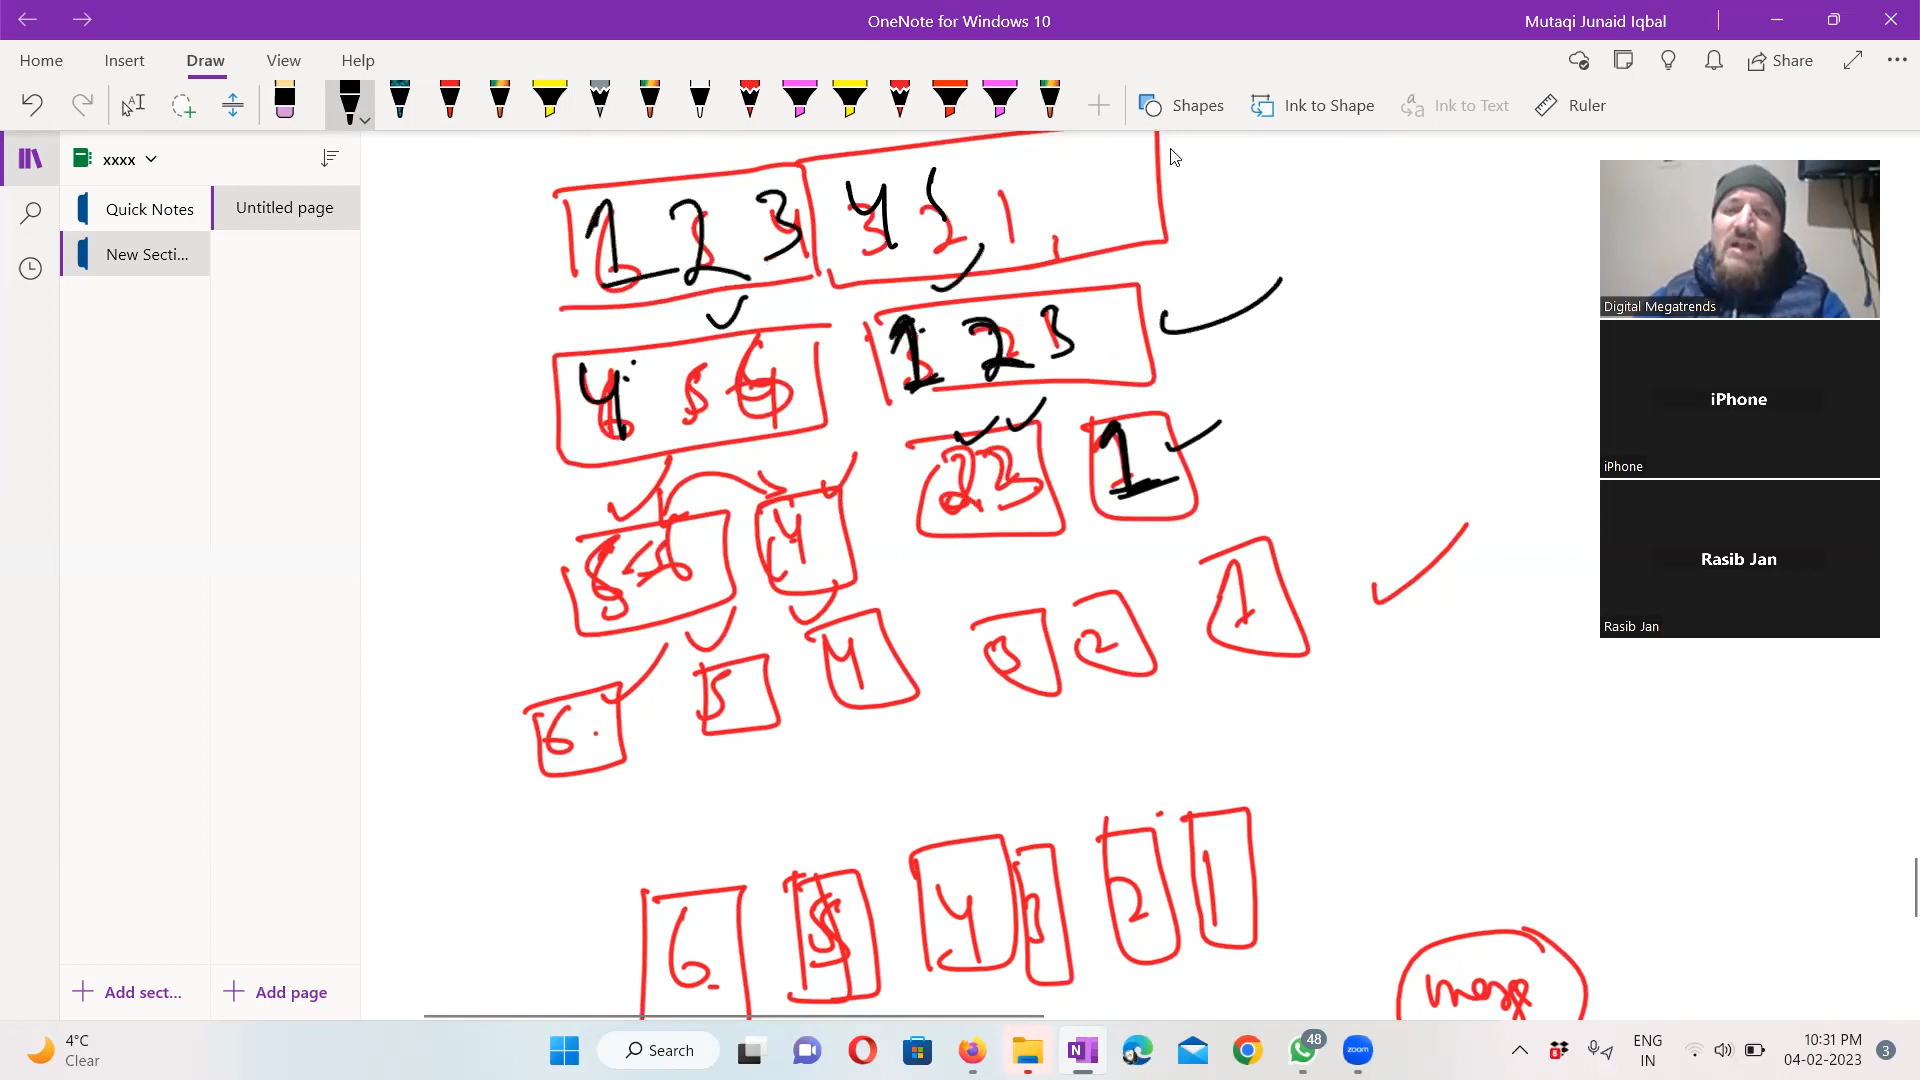 OneNote for Windows 10
Mutaqi Junaid Iqbal
Home Insert Draw View Help
Share
Shapes
Ink to Shape
Ink to Text
Ruler
xxxx
Quick Notes
New Secti...
Untitled page
1 2 3 4 5
3 2 1
4 5 6
1 2 3
2 3
1
5 6
4
6 5 4 3 2 1
6 5 4 3 2 1
Digital Megatrends
iPhone
iPhone
Rasib Jan
Rasib Jan
Add sect...
Add page
4°C
Clear
Search
N
zoom
48
ENG
IN
10:31 PM
04-02-2023
3